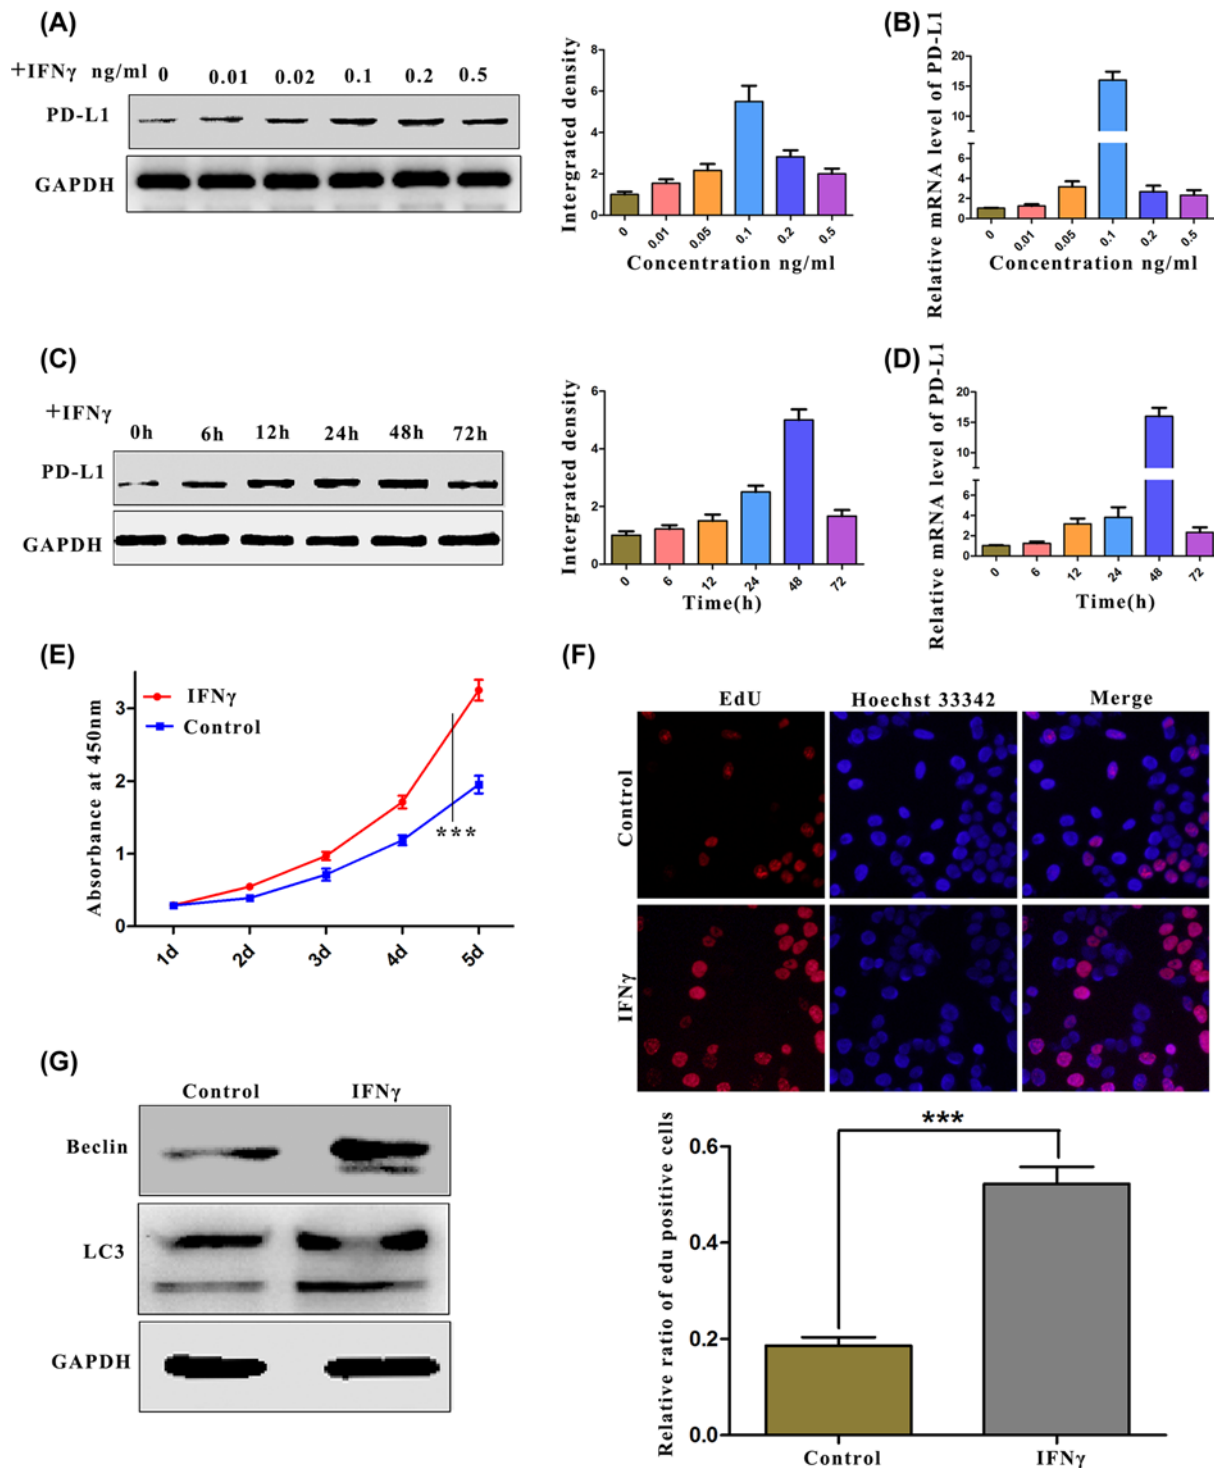 (A)
+IFNγ ng/ml 0 0.01 0.02 0.1 0.2 0.5
PD-L1
GAPDH
Intergrated density
8
6
4
2
0
0 0.01 0.05 0.1 0.2 0.5
Concentration ng/ml
(B)
Relative mRNA level of PD-L1
20
15
10
6
4
2
0
0 0.01 0.05 0.1 0.2 0.5
Concentration ng/ml
(C)
+IFNγ
0h 6h 12h 24h 48h 72h
PD-L1
GAPDH
Intergrated density
6
4
2
0
0 6 12 24 48 72
Time(h)
(D)
Relative mRNA level of PD-L1
20
15
10
6
4
2
0
0 6 12 24 48 72
Time(h)
(E)
Absorbance at 450nm
IFNγ
Control
3
2
1
0
***
1d 2d 3d 4d 5d
(F)
EdU Hoechst 33342 Merge
Control
IFNγ
Relative ratio of edu positive cells
***
0.6
0.4
0.2
0.0
Control IFNγ
(G)
Control IFNγ
Beclin
LC3
GAPDH